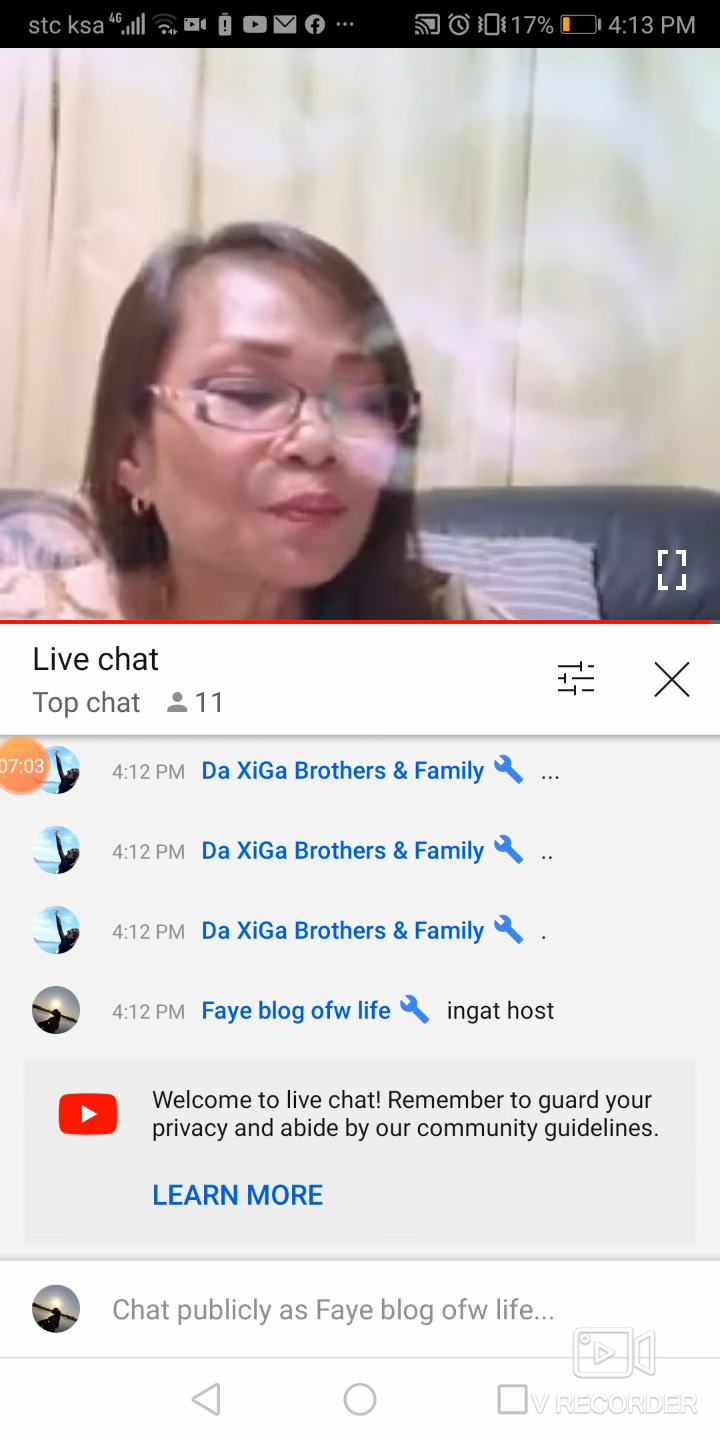 stc ksa 4G ... 17% 4:13 PM
Live chat
Top chat 11
07:03
4:12 PM Da XiGa Brothers & Family ...
4:12 PM Da XiGa Brothers & Family ..
4:12 PM Da XiGa Brothers & Family .
4:12 PM Faye blog ofw life ingat host
Welcome to live chat! Remember to guard your
privacy and abide by our community guidelines.
LEARN MORE
Chat publicly as Faye blog ofw life...
V RECORDER